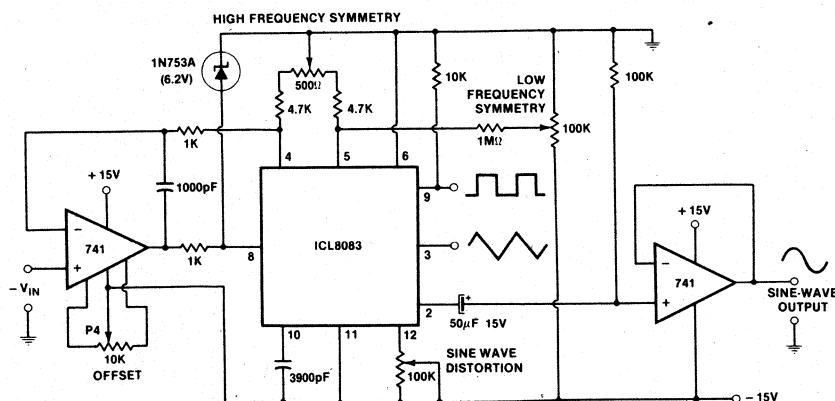 HIGH FREQUENCY SYMMETRY
1N753A
(6.2V)
500Ω
10K
LOW
FREQUENCY
SYMMETRY
100K
4.7K
4.7K
1K
1MΩ
100K
4
5
6
+ 15V
1000pF
9
−
741
+
ICL8083
8
1K
3
+ 15V
−
741
+
− VIN
2
+
50µF 15V
SINE-WAVE
OUTPUT
P4
10K
OFFSET
10
11
12
3900pF
100K
SINE WAVE
DISTORTION
− 15V